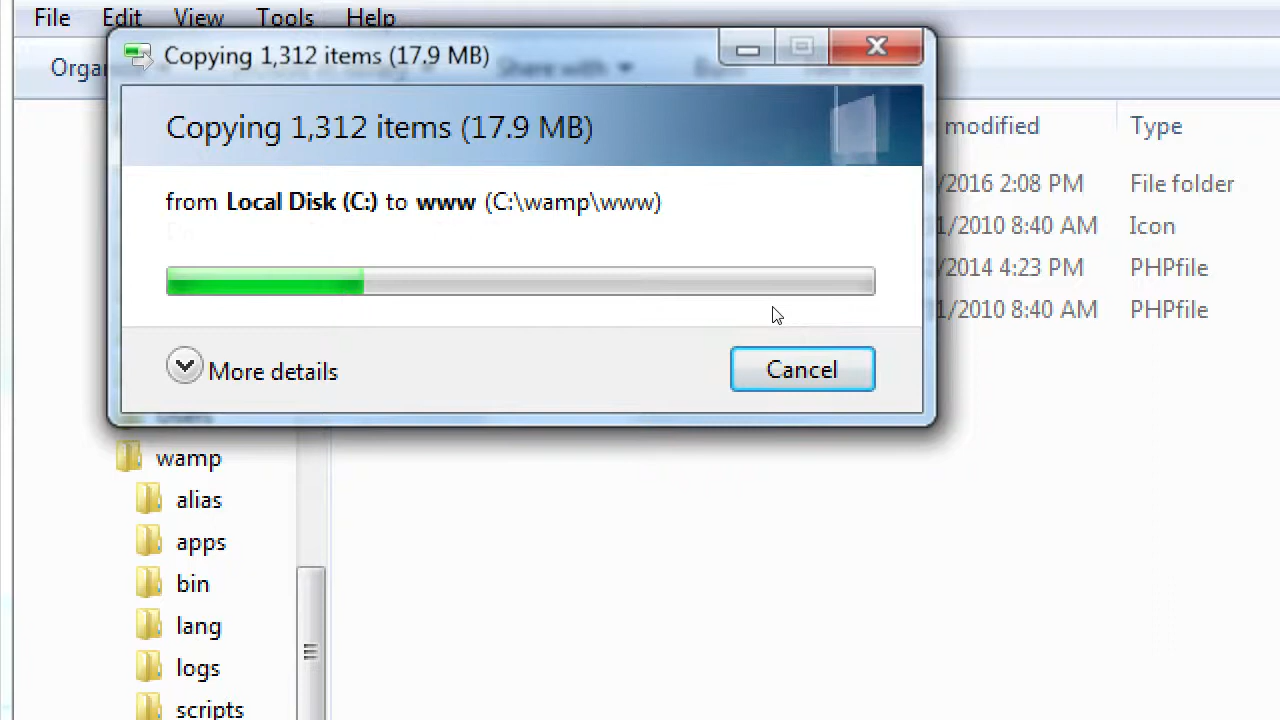 File Edit View Tools Help
Copying 1,312 items (17.9 MB)
Orga
Share with
Copying 1,312 items (17.9 MB)
modified
Type
/2016 2:08 PM
File folder
from Local Disk (C:) to www (C:\wamp\www)
1/2010 8:40 AM
Icon
/2014 4:23 PM
PHPfile
1/2010 8:40 AM
PHPfile
More details
Cancel
Users
wamp
alias
apps
bin
lang
logs
scripts